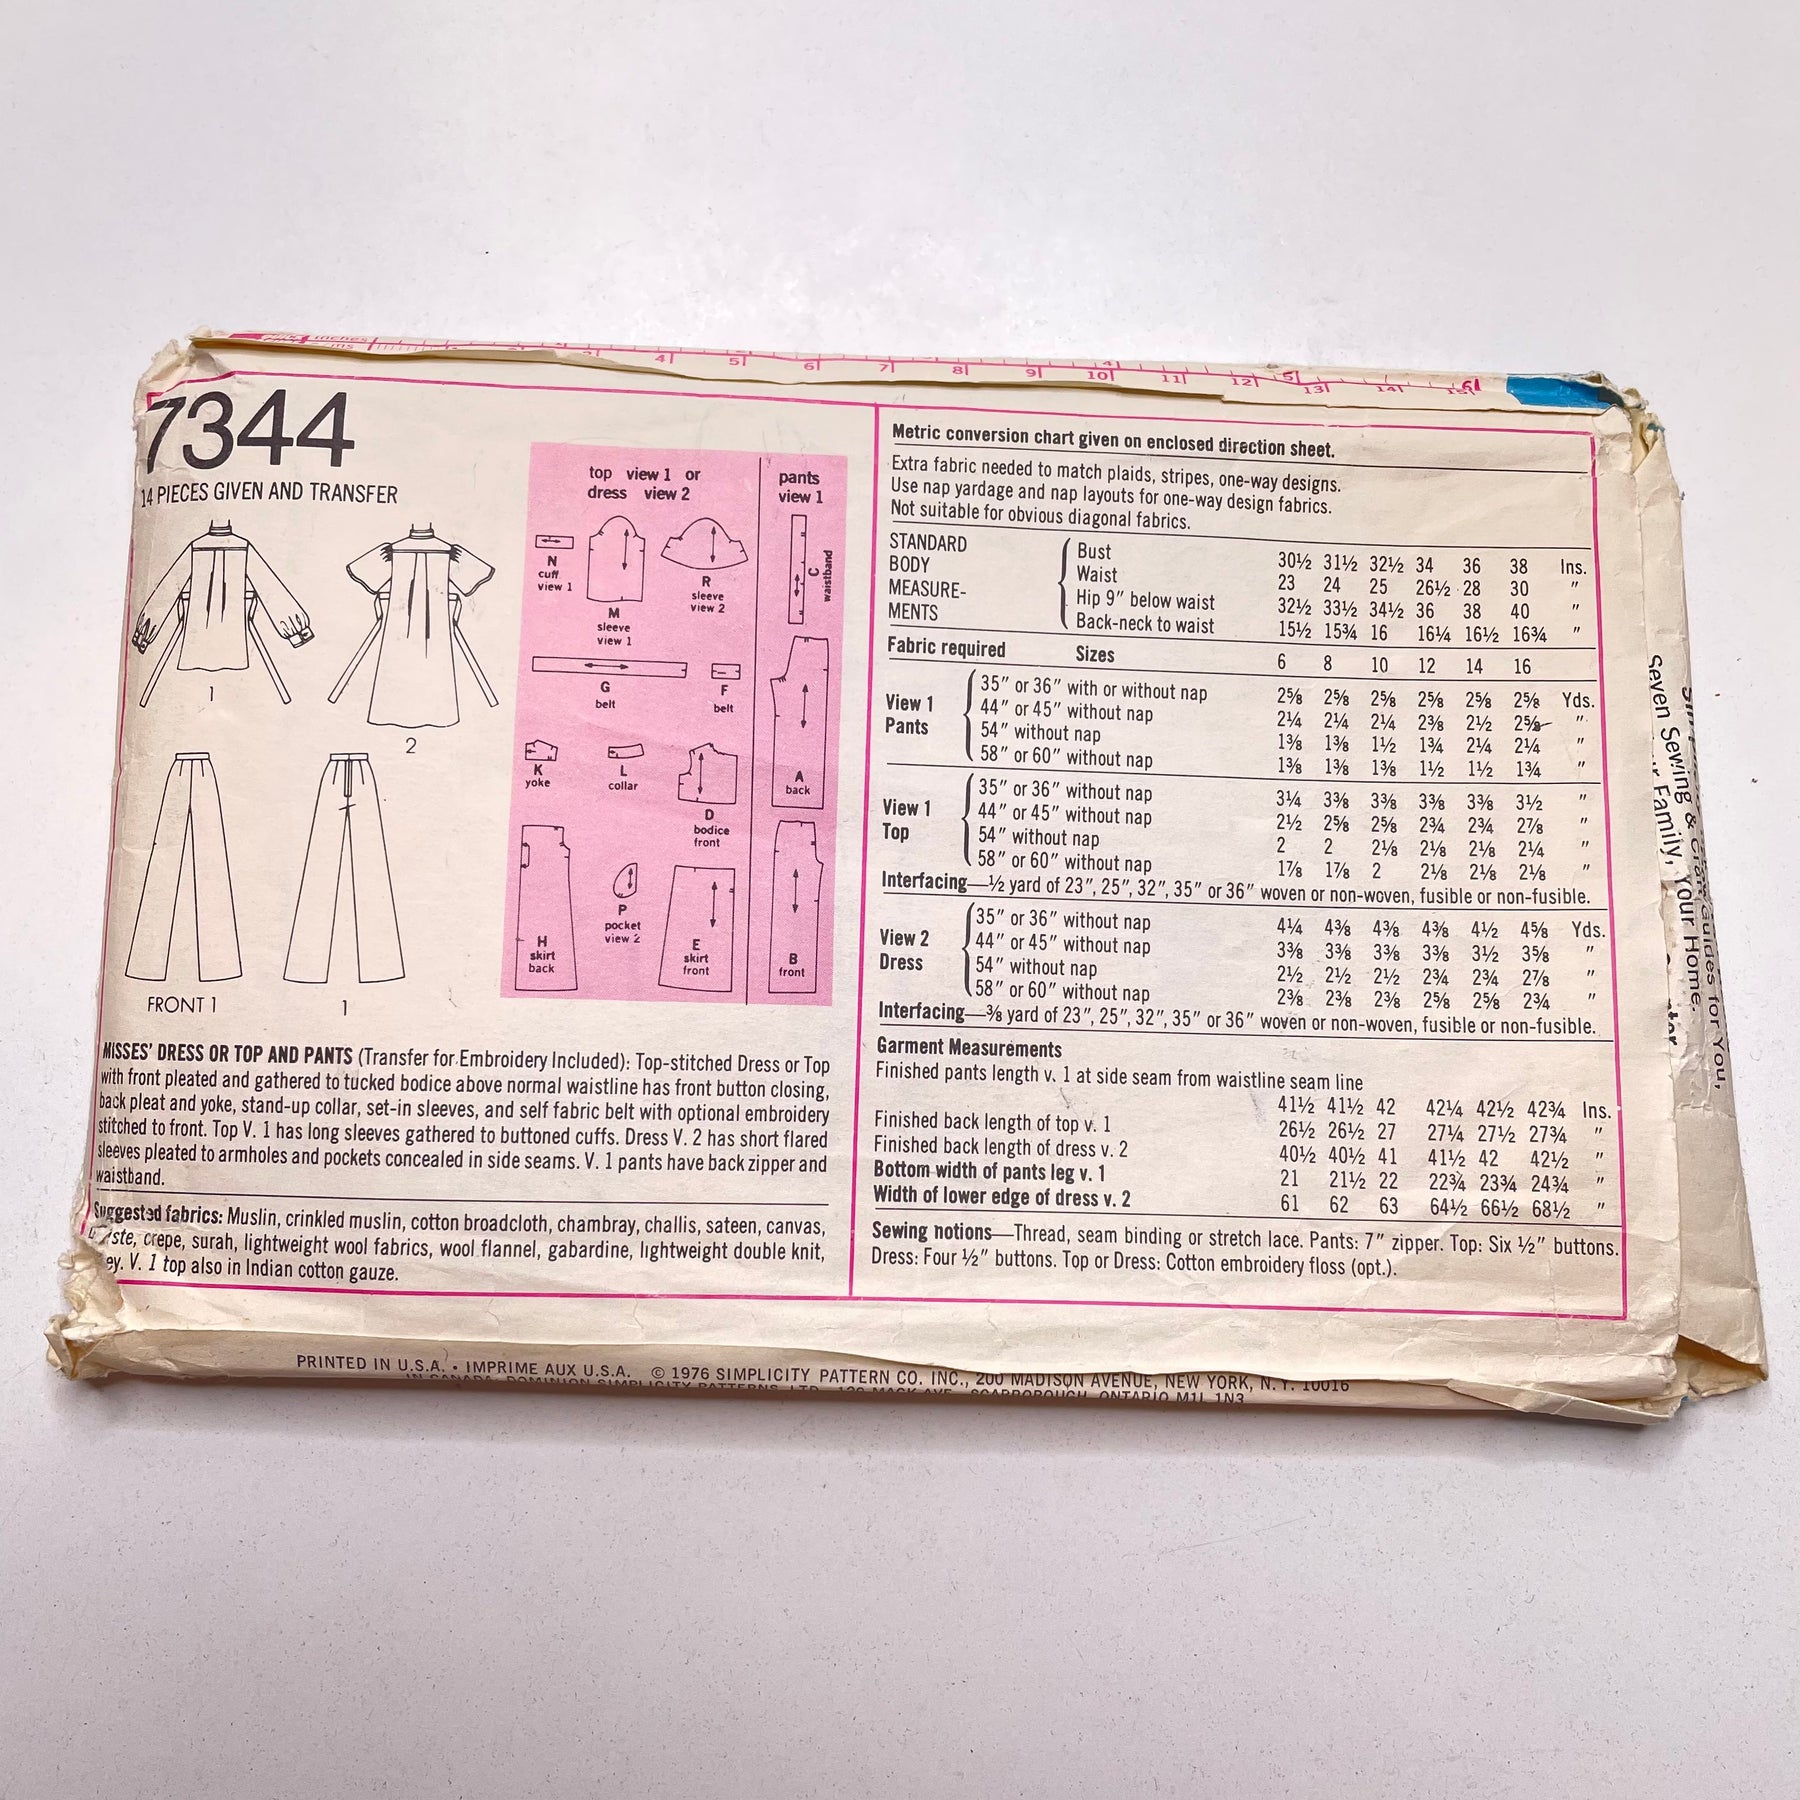 inches
4 5 6 7 8 9 10 11 12 13 14 15
4 5 6
7344
14 PIECES GIVEN AND TRANSFER
1
2
FRONT 1
1
top view 1 or
dress view 2
pants
view 1
N
cuff
view 1
M
sleeve
view 1
R
sleeve
view 2
C
waistband
G
belt
F
belt
K
yoke
L
collar
D
bodice
front
A
back
H
skirt
back
P
pocket
view 2
E
skirt
front
B
front
MISSES' DRESS OR TOP AND PANTS (Transfer for Embroidery Included): Top-stitched Dress or Top
with front pleated and gathered to tucked bodice above normal waistline has front button closing,
back pleat and yoke, stand-up collar, set-in sleeves, and self fabric belt with optional embroidery
stitched to front. Top V. 1 has long sleeves gathered to buttoned cuffs. Dress V. 2 has short flared
sleeves pleated to armholes and pockets concealed in side seams. V. 1 pants have back zipper and
waistband.
Suggested fabrics: Muslin, crinkled muslin, cotton broadcloth, chambray, challis, sateen, canvas,
crepe, surah, lightweight wool fabrics, wool flannel, gabardine, lightweight double knit,
V. 1 top also in Indian cotton gauze.
Metric conversion chart given on enclosed direction sheet.
Extra fabric needed to match plaids, stripes, one-way designs.
Use nap yardage and nap layouts for one-way design fabrics.
Not suitable for obvious diagonal fabrics.
STANDARD
BODY
MEASURE-
MENTS
Bust 30½ 31½ 32½ 34 36 38 Ins.
Waist 23 24 25 26½ 28 30 "
Hip 9" below waist 32½ 33½ 34½ 36 38 40 "
Back-neck to waist 15½ 15¾ 16 16¼ 16½ 16¾ "
Fabric required Sizes 6 8 10 12 14 16
View 1
Pants
35" or 36" with or without nap 2⅝ 2⅝ 2⅝ 2⅝ 2⅝ 2⅝ Yds.
44" or 45" without nap 2¼ 2¼ 2¼ 2⅜ 2½ 2⅝ "
54" without nap 1⅜ 1⅜ 1½ 1¾ 2¼ 2¼ "
58" or 60" without nap 1⅜ 1⅜ 1⅜ 1½ 1½ 1¾ "
View 1
Top
35" or 36" without nap 3¼ 3⅜ 3⅜ 3⅜ 3⅜ 3½ "
44" or 45" without nap 2½ 2⅝ 2⅝ 2¾ 2¾ 2⅞ "
54" without nap 2 2 2⅛ 2⅛ 2⅛ 2¼ "
58" or 60" without nap 1⅞ 1⅞ 2 2⅛ 2⅛ 2⅛ "
Interfacing—½ yard of 23", 25", 32", 35" or 36" woven or non-woven, fusible or non-fusible.
View 2
Dress
35" or 36" without nap 4¼ 4⅜ 4⅜ 4⅜ 4½ 4⅝ Yds.
44" or 45" without nap 3⅜ 3⅜ 3⅜ 3⅜ 3½ 3⅝ "
54" without nap 2½ 2½ 2½ 2¾ 2¾ 2⅞ "
58" or 60" without nap 2⅜ 2⅜ 2⅜ 2⅝ 2⅝ 2¾ "
Interfacing—⅜ yard of 23", 25", 32", 35" or 36" woven or non-woven, fusible or non-fusible.
Garment Measurements
Finished pants length v. 1 at side seam from waistline seam line
41½ 41½ 42 42¼ 42½ 42¾ Ins.
Finished back length of top v. 1 26½ 26½ 27 27¼ 27½ 27¾ "
Finished back length of dress v. 2 40½ 40½ 41 41½ 42 42½ "
Bottom width of pants leg v. 1 21 21½ 22 22¾ 23¾ 24¾ "
Width of lower edge of dress v. 2 61 62 63 64½ 66½ 68½ "
Sewing notions—Thread, seam binding or stretch lace. Pants: 7" zipper. Top: Six ½" buttons.
Dress: Four ½" buttons. Top or Dress: Cotton embroidery floss (opt.).
PRINTED IN U.S.A. • IMPRIME AUX U.S.A. © 1976 SIMPLICITY PATTERN CO. INC., 200 MADISON AVENUE, NEW YORK, N.Y. 10016
IN CANADA DOMINION SIMPLICITY PATTERNS LTD. 120 MACK AVE. SCARBOROUGH ONTARIO M1L 1N3
Guides for You,
Seven Sewing &
Family, Your Home.